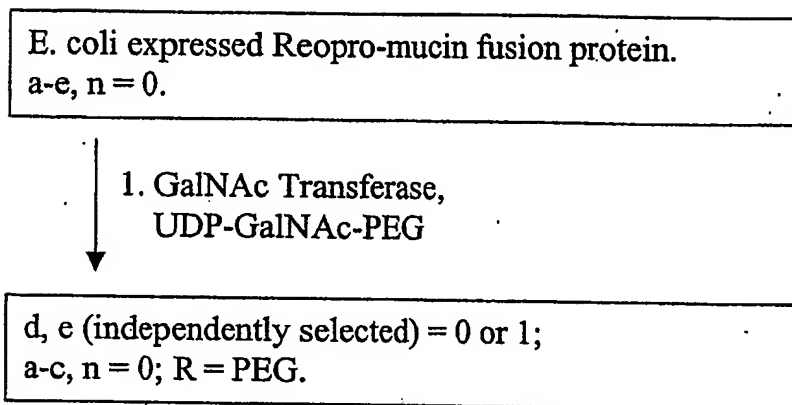 E. coli expressed Reopro-mucin fusion protein.
a-e, n = 0.
1. GalNAc Transferase,
UDP-GalNAc-PEG
d, e (independently selected) = 0 or 1;
a-c, n = 0; R = PEG.